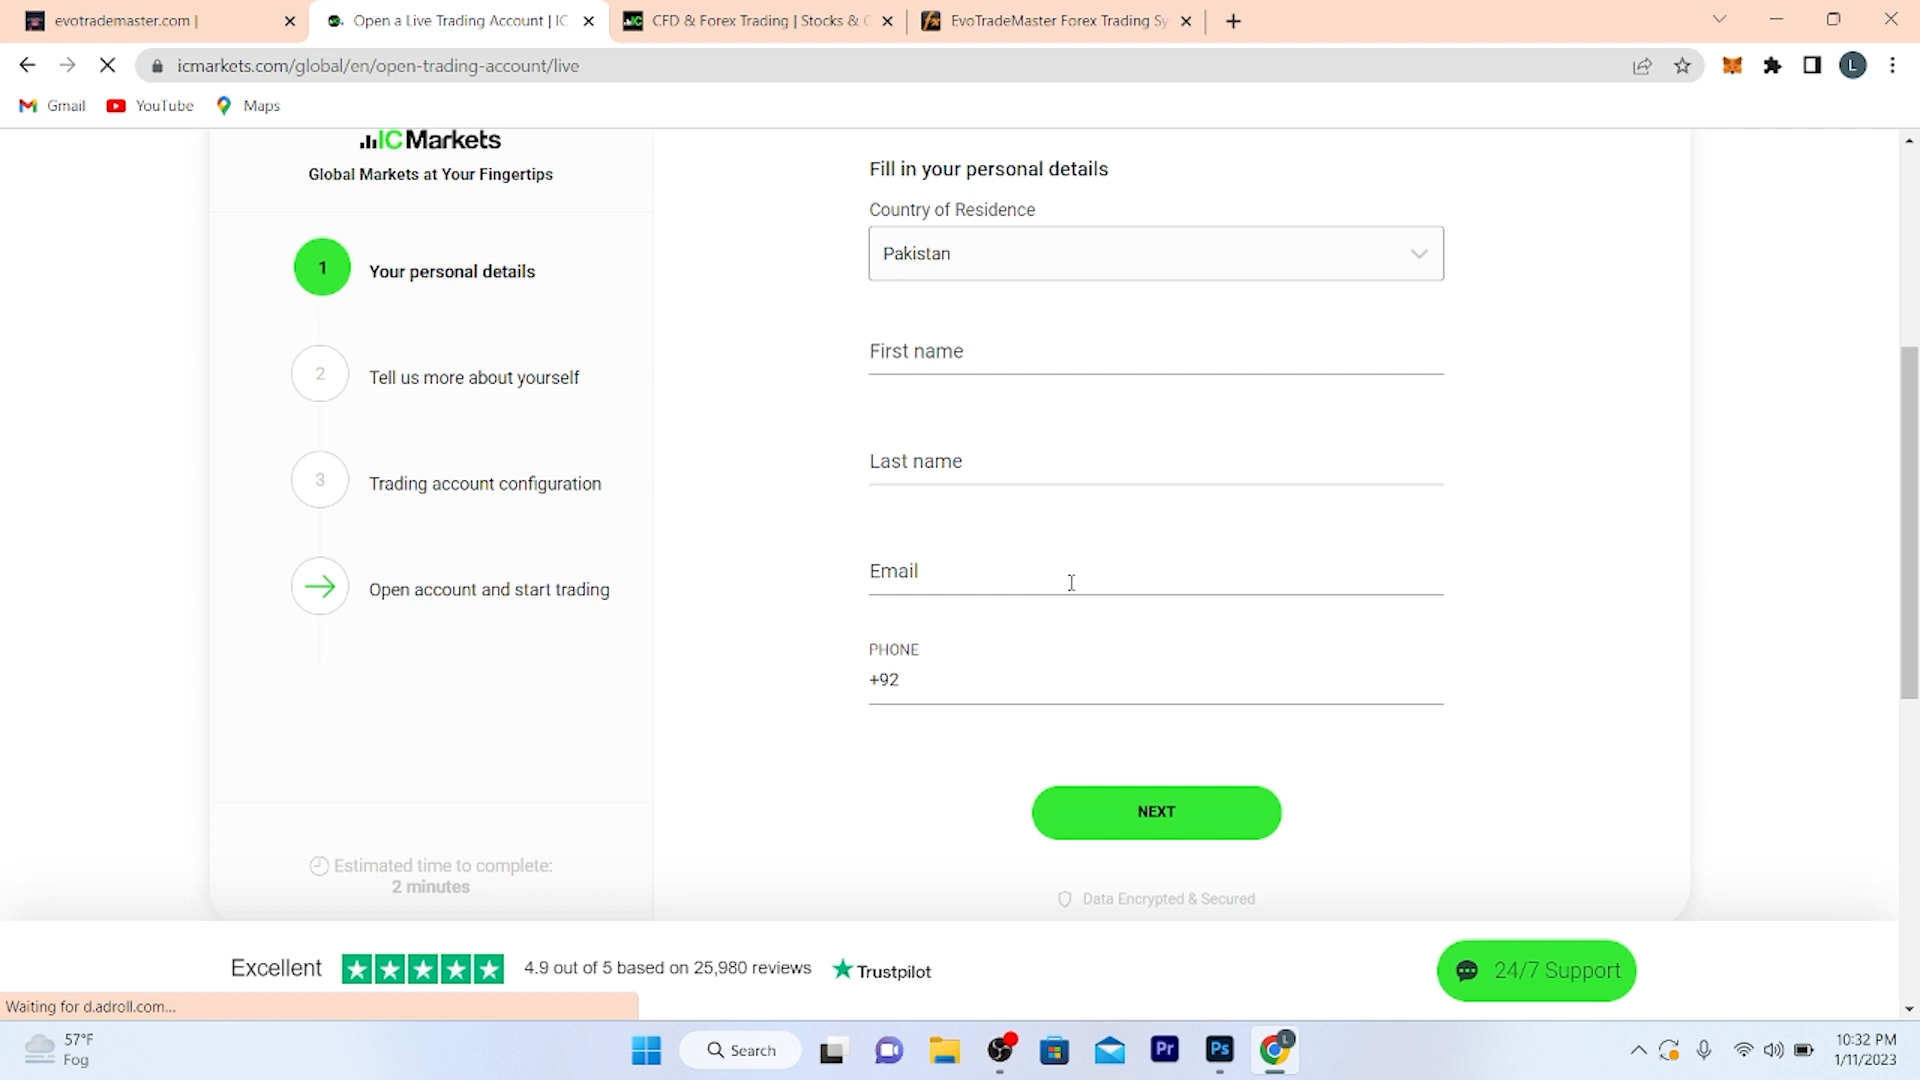 evotrademaster.com |
Open a Live Trading Account | IC
CFD & Forex Trading | Stocks & C
EvoTradeMaster Forex Trading Sy
icmarkets.com/global/en/open-trading-account/live
L
Gmail
YouTube
Maps
ICMarkets
Global Markets at Your Fingertips
1
Your personal details
2
Tell us more about yourself
3
Trading account configuration
Open account and start trading
Estimated time to complete:
2 minutes
Fill in your personal details
Country of Residence
Pakistan
First name
Last name
Email
PHONE
+92
NEXT
Data Encrypted & Secured
Excellent
4.9 out of 5 based on 25,980 reviews
Trustpilot
24/7 Support
Waiting for d.adroll.com...
57°F
Fog
Search
Pr
Ps
L
10:32 PM
1/11/2023